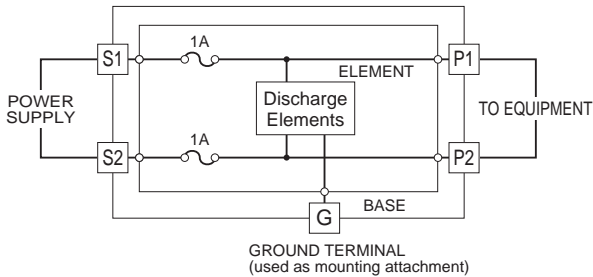 1A
S1
P1
ELEMENT
POWER
SUPPLY
Discharge
Elements
TO EQUIPMENT
1A
S2
P2
BASE
G
GROUND TERMINAL
(used as mounting attachment)